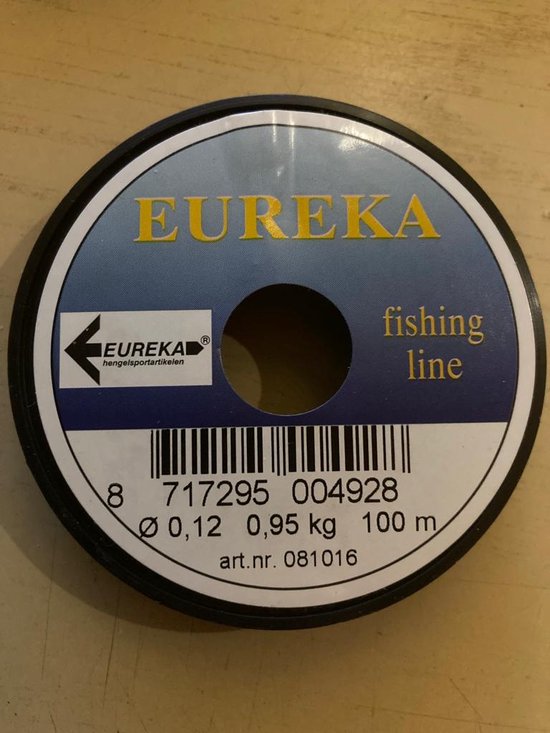 EUREKA
fishing
line
EUREKA®
hengelsportartikelen
8 717295 004928
Ø 0,12 0,95 kg 100 m
art.nr. 081016